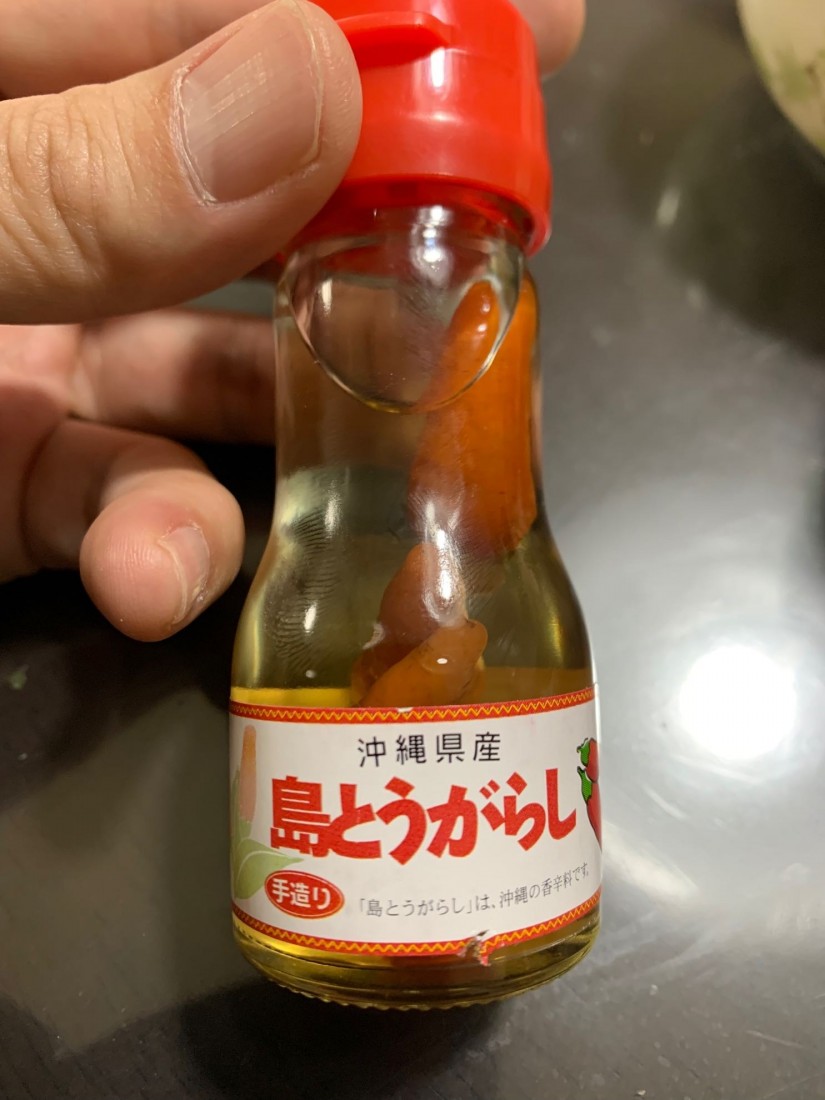 沖縄県産
島とうがらし
手造り
「島とうがらし」は、沖縄の香辛料です。